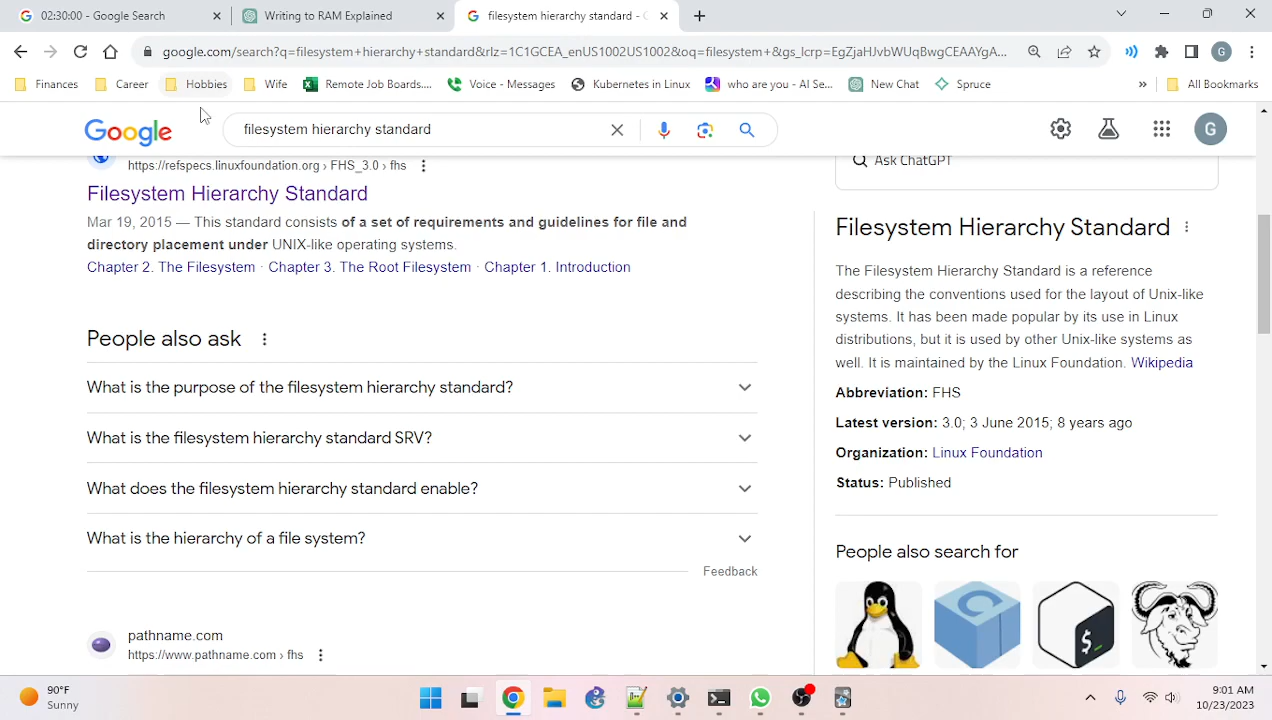 02:30:00 - Google Search
Writing to RAM Explained
filesystem hierarchy standard -
google.com/search?q=filesystem+hierarchy+standard&rlz=1C1GCEA_enUS1002US1002&oq=filesystem+&gs_lcrp=EgZjaHJvbWUqBwgCEAAYgA...
G
Finances
Career
Hobbies
Wife
Remote Job Boards....
Voice - Messages
Kubernetes in Linux
who are you - AI Se...
New Chat
Spruce
»
All Bookmarks
Google
filesystem hierarchy standard
G
https://refspecs.linuxfoundation.org › FHS_3.0 › fhs
Filesystem Hierarchy Standard
Mar 19, 2015 — This standard consists of a set of requirements and guidelines for file and
directory placement under UNIX-like operating systems.
Chapter 2. The Filesystem · Chapter 3. The Root Filesystem · Chapter 1. Introduction
People also ask
What is the purpose of the filesystem hierarchy standard?
What is the filesystem hierarchy standard SRV?
What does the filesystem hierarchy standard enable?
What is the hierarchy of a file system?
Feedback
pathname.com
https://www.pathname.com › fhs
Ask ChatGPT
Filesystem Hierarchy Standard
The Filesystem Hierarchy Standard is a reference
describing the conventions used for the layout of Unix-like
systems. It has been made popular by its use in Linux
distributions, but it is used by other Unix-like systems as
well. It is maintained by the Linux Foundation. Wikipedia
Abbreviation: FHS
Latest version: 3.0; 3 June 2015; 8 years ago
Organization: Linux Foundation
Status: Published
People also search for
$
90°F
Sunny
9:01 AM
10/23/2023